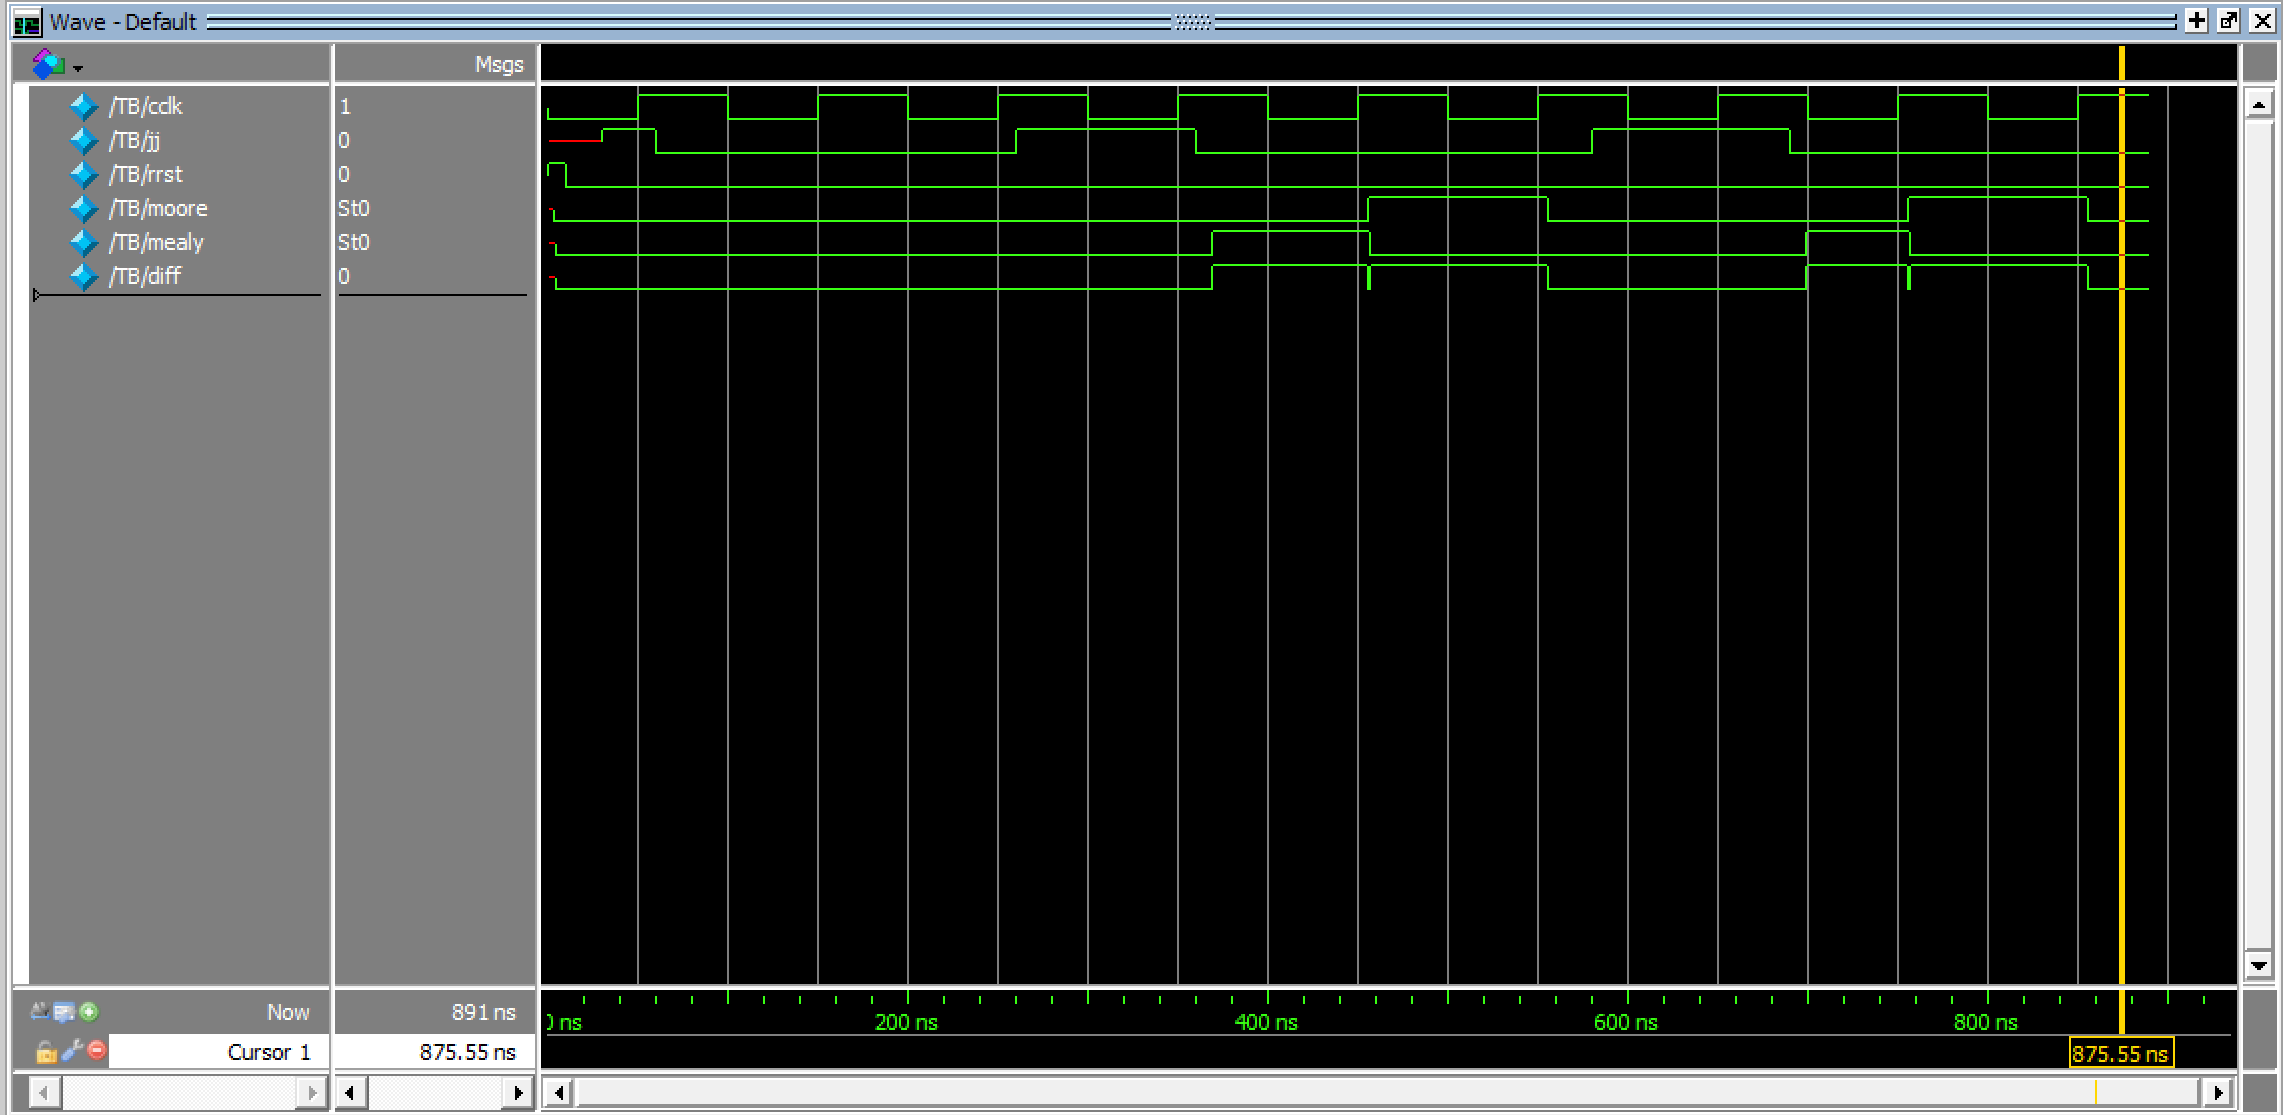 Wave - Default
Msgs
/TB/cclk 1
/TB/jj 0
/TB/rrst 0
/TB/moore St0
/TB/mealy St0
/TB/diff 0
Now 891 ns
0 ns 200 ns 400 ns 600 ns 800 ns
Cursor 1 875.55 ns
875.55 ns